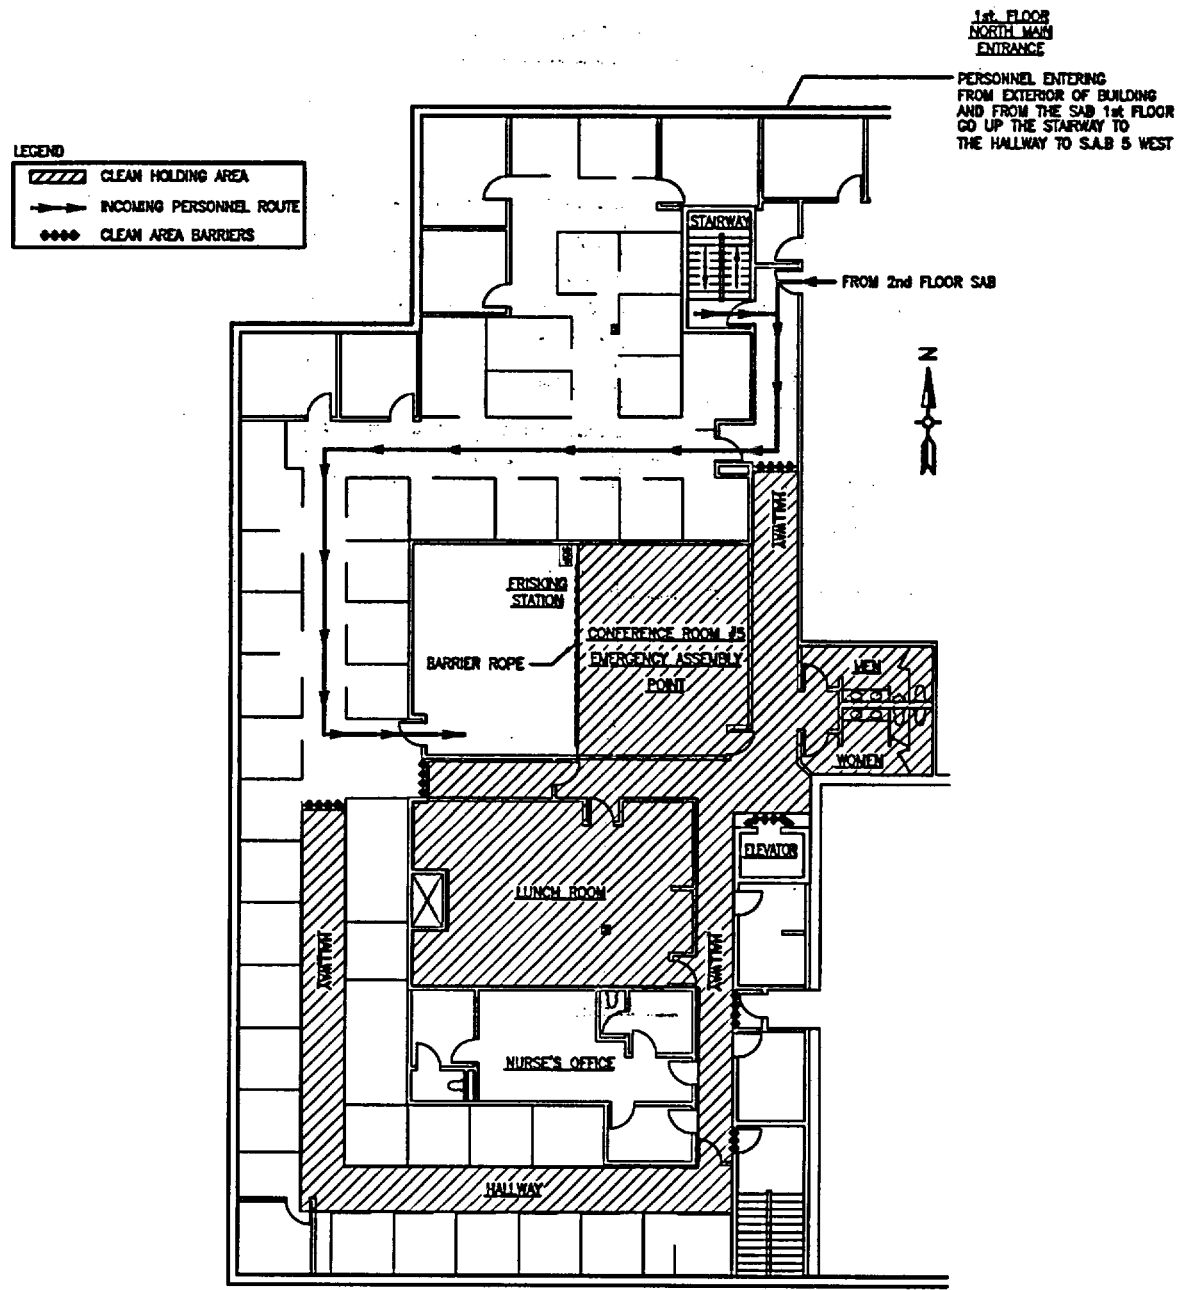 1st. FLOOR
NORTH MAIN
ENTRANCE
PERSONNEL ENTERING
FROM EXTERIOR OF BUILDING
AND FROM THE SAB 1st FLOOR
GO UP THE STAIRWAY TO
THE HALLWAY TO S.A.B 5 WEST
LEGEND
CLEAN HOLDING AREA
INCOMING PERSONNEL ROUTE
CLEAN AREA BARRIERS
STAIRWAY
FROM 2nd FLOOR SAB
N
HALLWAY
FRISKING
STATION
CONFERENCE ROOM #5
BARRIER ROPE
EMERGENCY ASSEMBLY
POINT
MEN
WOMEN
ELEVATOR
LUNCH ROOM
HALLWAY
HALLWAY
NURSE'S OFFICE
HALLWAY